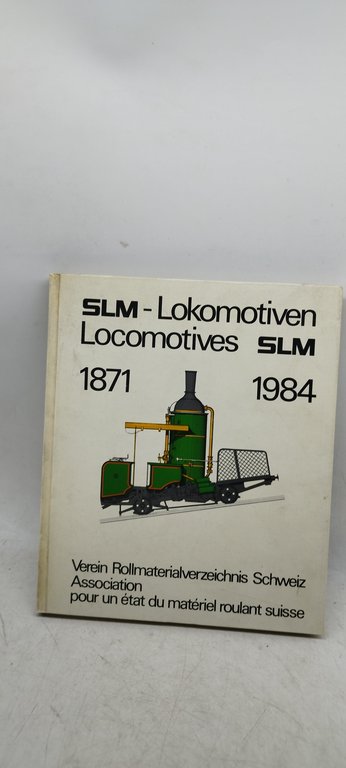 SLM - Lokomotiven
Locomotives SLM
1871 1984
Verein Rollmaterialverzeichnis Schweiz
Association
pour un état du matériel roulant suisse